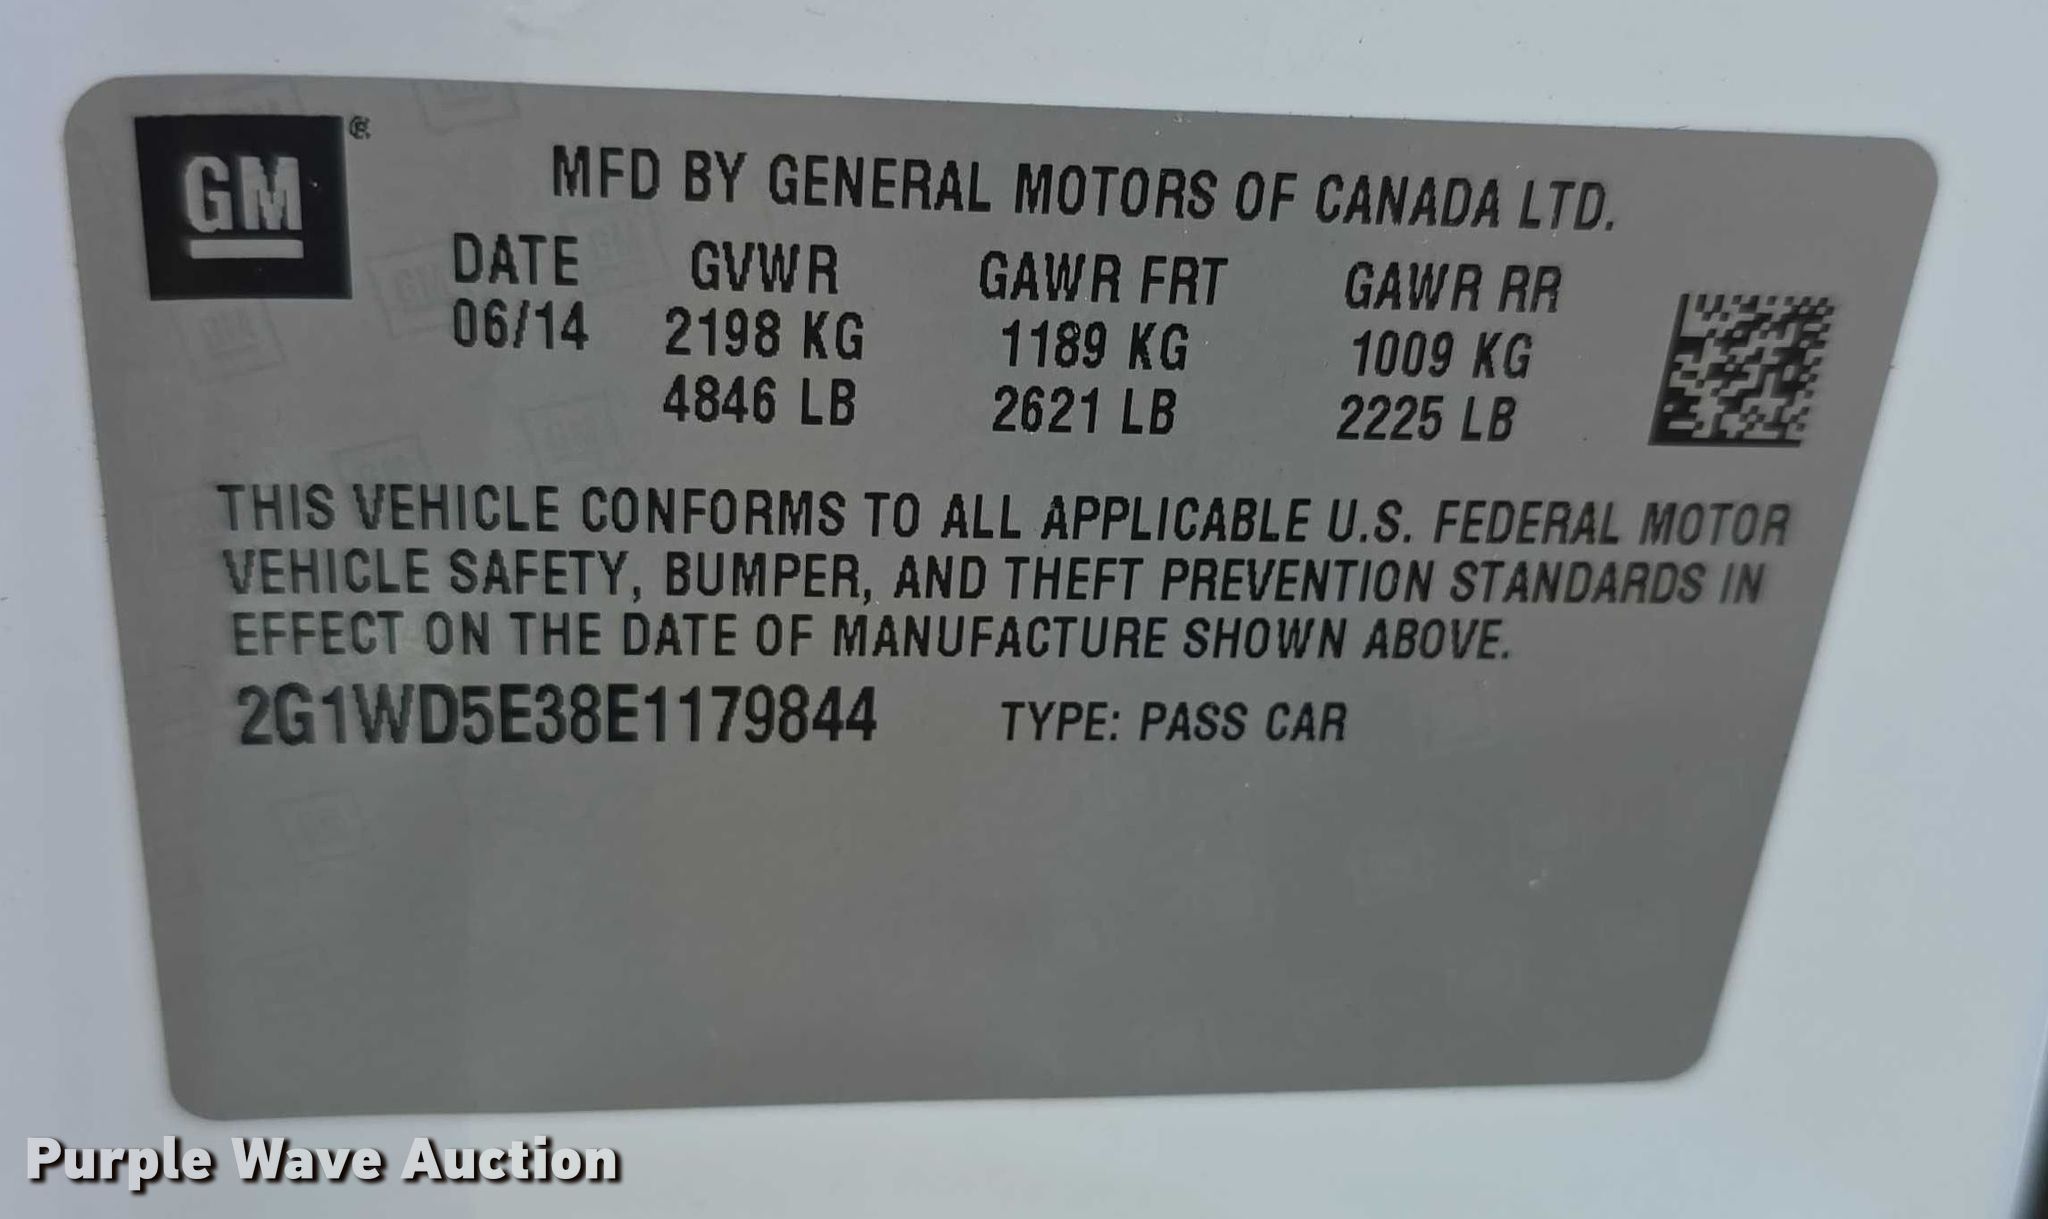 GM
MFD BY GENERAL MOTORS OF CANADA LTD.
DATE GVWR GAWR FRT GAWR RR
06/14 2198 KG 1189 KG 1009 KG
4846 LB 2621 LB 2225 LB
THIS VEHICLE CONFORMS TO ALL APPLICABLE U.S. FEDERAL MOTOR
VEHICLE SAFETY, BUMPER, AND THEFT PREVENTION STANDARDS IN
EFFECT ON THE DATE OF MANUFACTURE SHOWN ABOVE.
2G1WD5E38E1179844 TYPE: PASS CAR
Purple Wave Auction